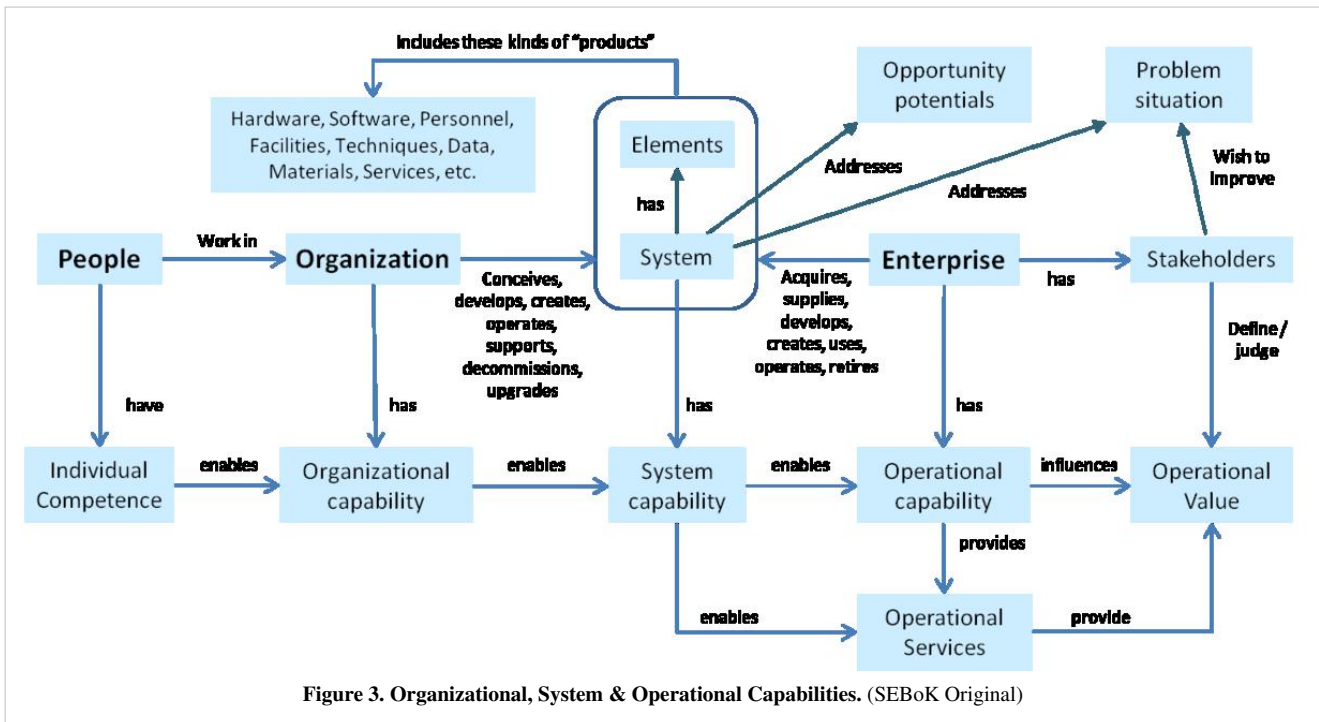 Includes these kinds of "products"
Opportunity
potentials
Problem
situation
Hardware, Software, Personnel,
Facilities, Techniques, Data,
Materials, Services, etc.
Elements
Addresses
Addresses
Wish to
Improve
has
People
Work in
Organization
Conceives,
develops, creates,
operates,
supports,
decommissions,
upgrades
System
Acquires,
supplies,
develops,
creates, uses,
operates, retires
Enterprise
has
Stakeholders
Define /
judge
have
has
has
has
Individual
Competence
enables
Organizational
capability
enables
System
capability
enables
Operational
capability
influences
Operational
Value
provides
enables
Operational
Services
provide
Figure 3. Organizational, System & Operational Capabilities. (SEBoK Original)